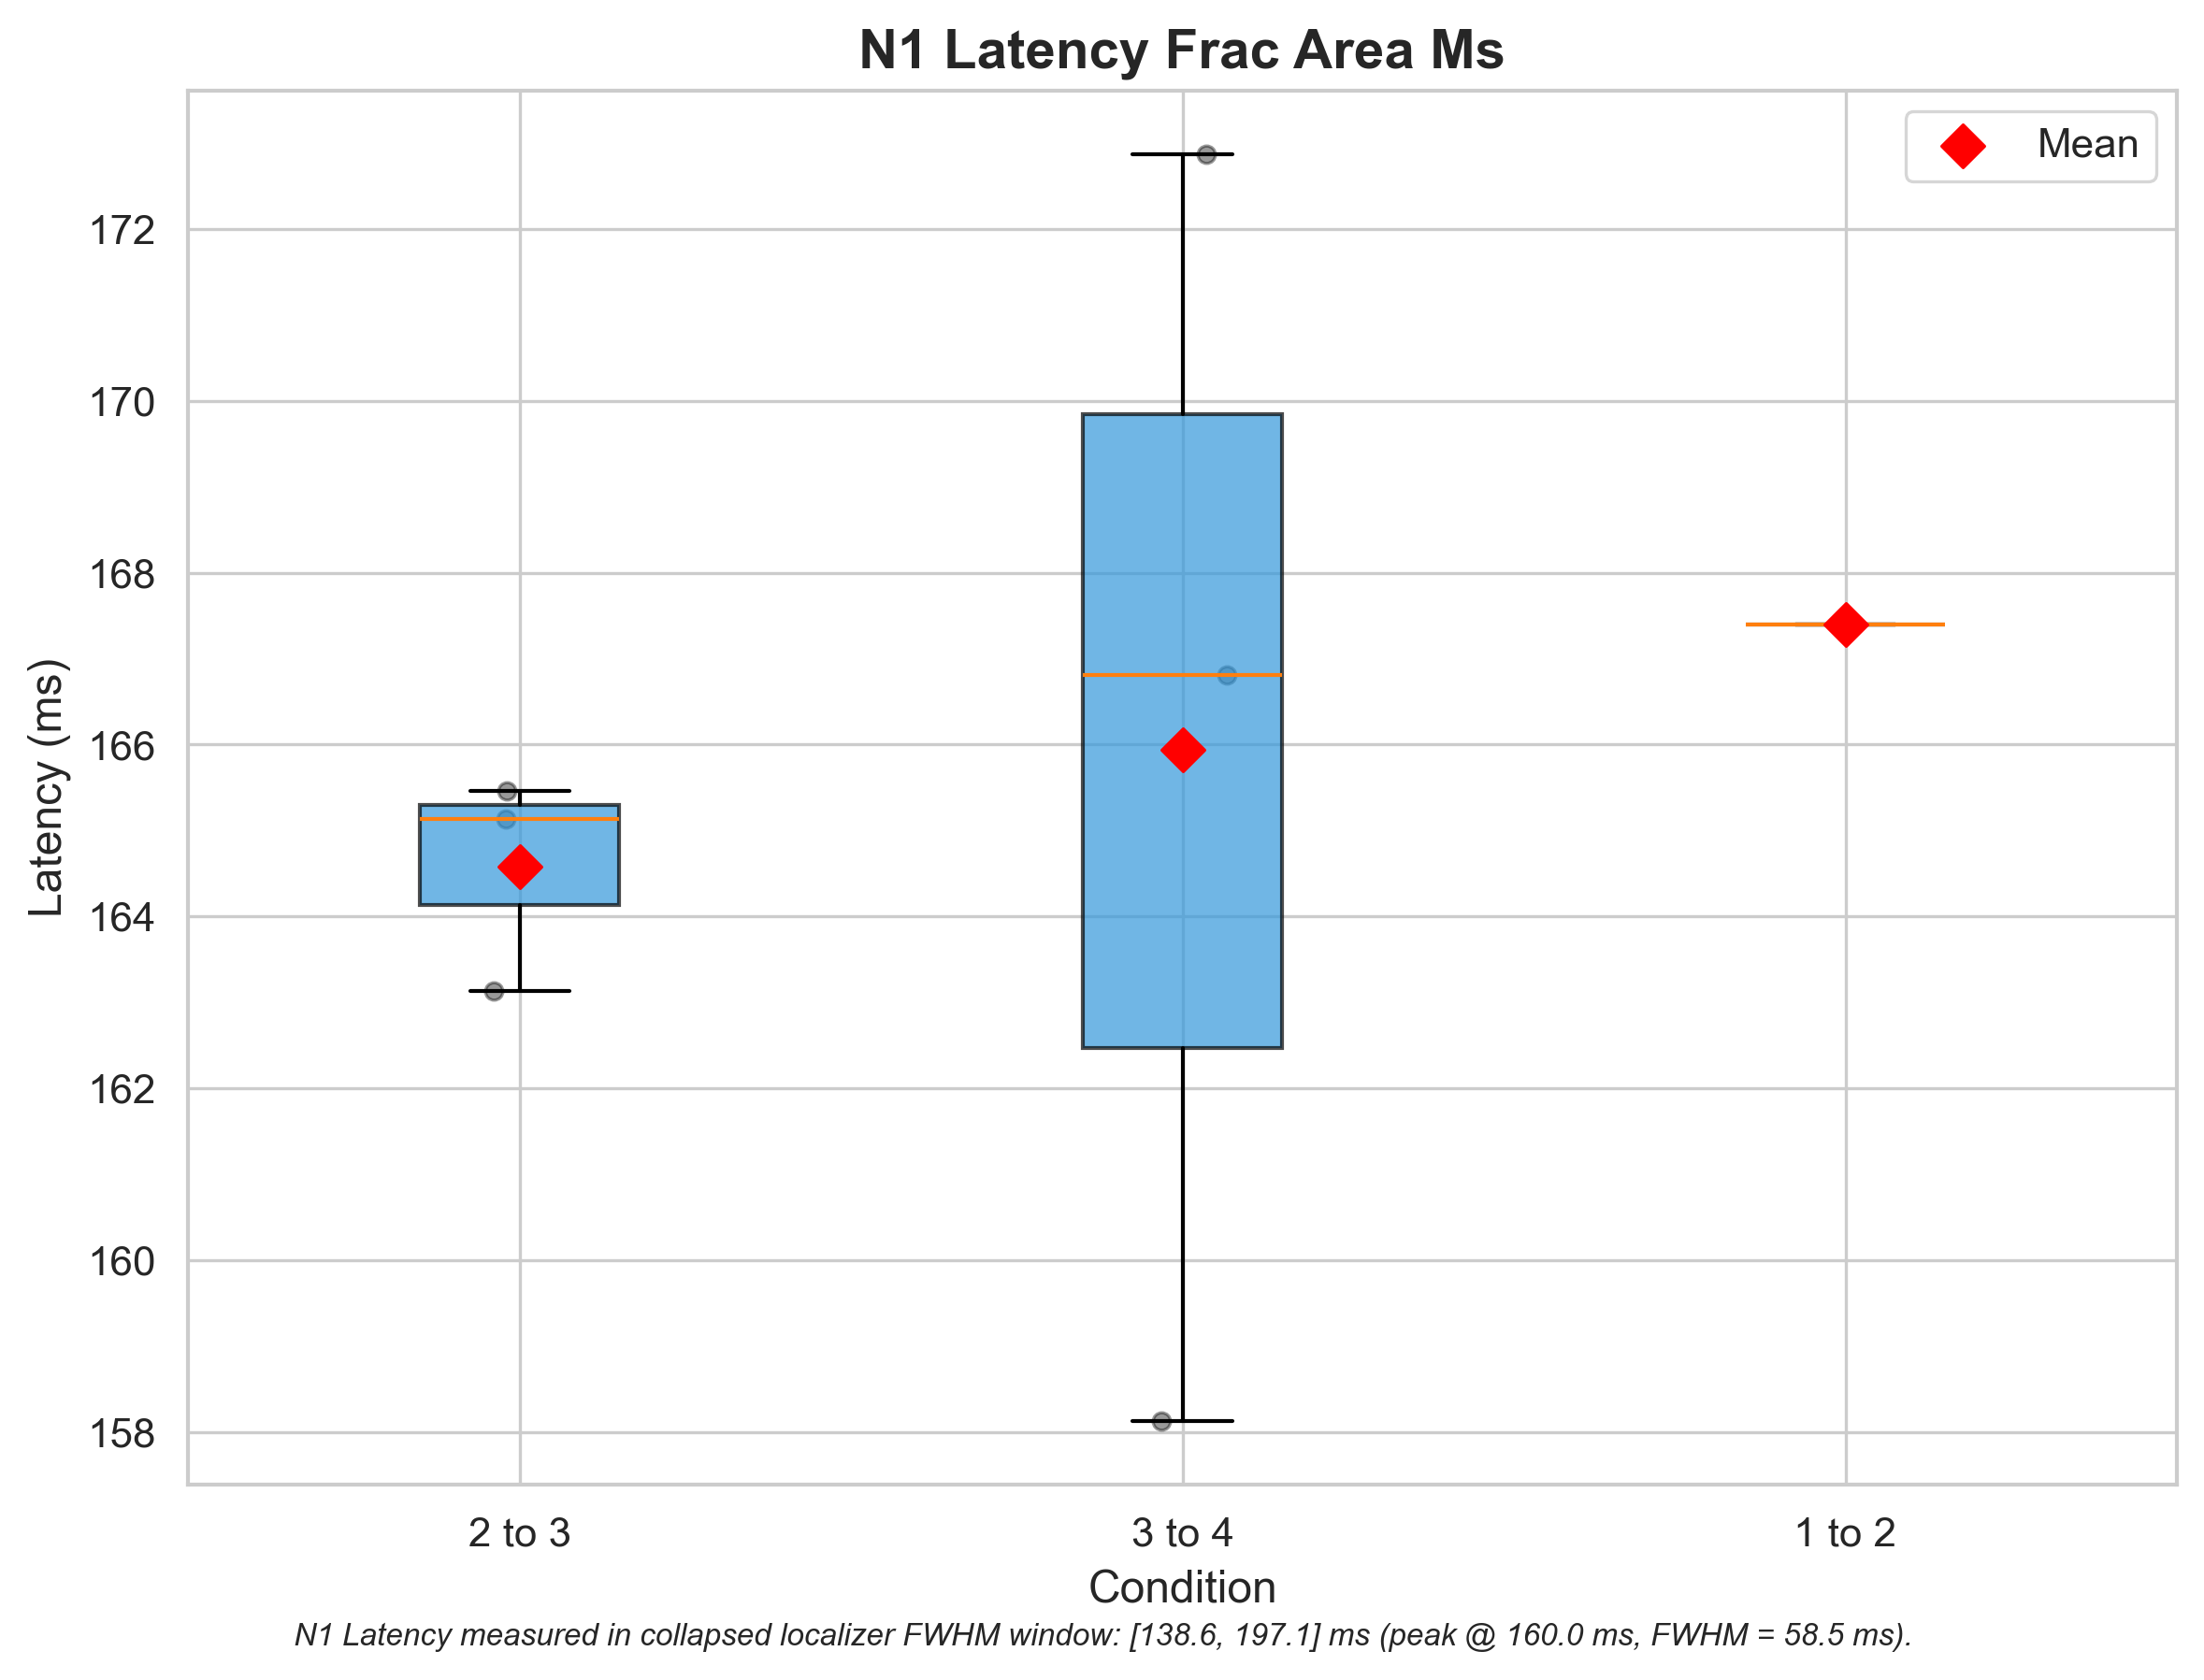 N1 Latency Frac Area Ms
Mean
172
170
168
166
164
162
160
158
Latency (ms)
2 to 3
3 to 4
1 to 2
Condition
N1 Latency measured in collapsed localizer FWHM window: [138.6, 197.1] ms (peak @ 160.0 ms, FWHM = 58.5 ms).